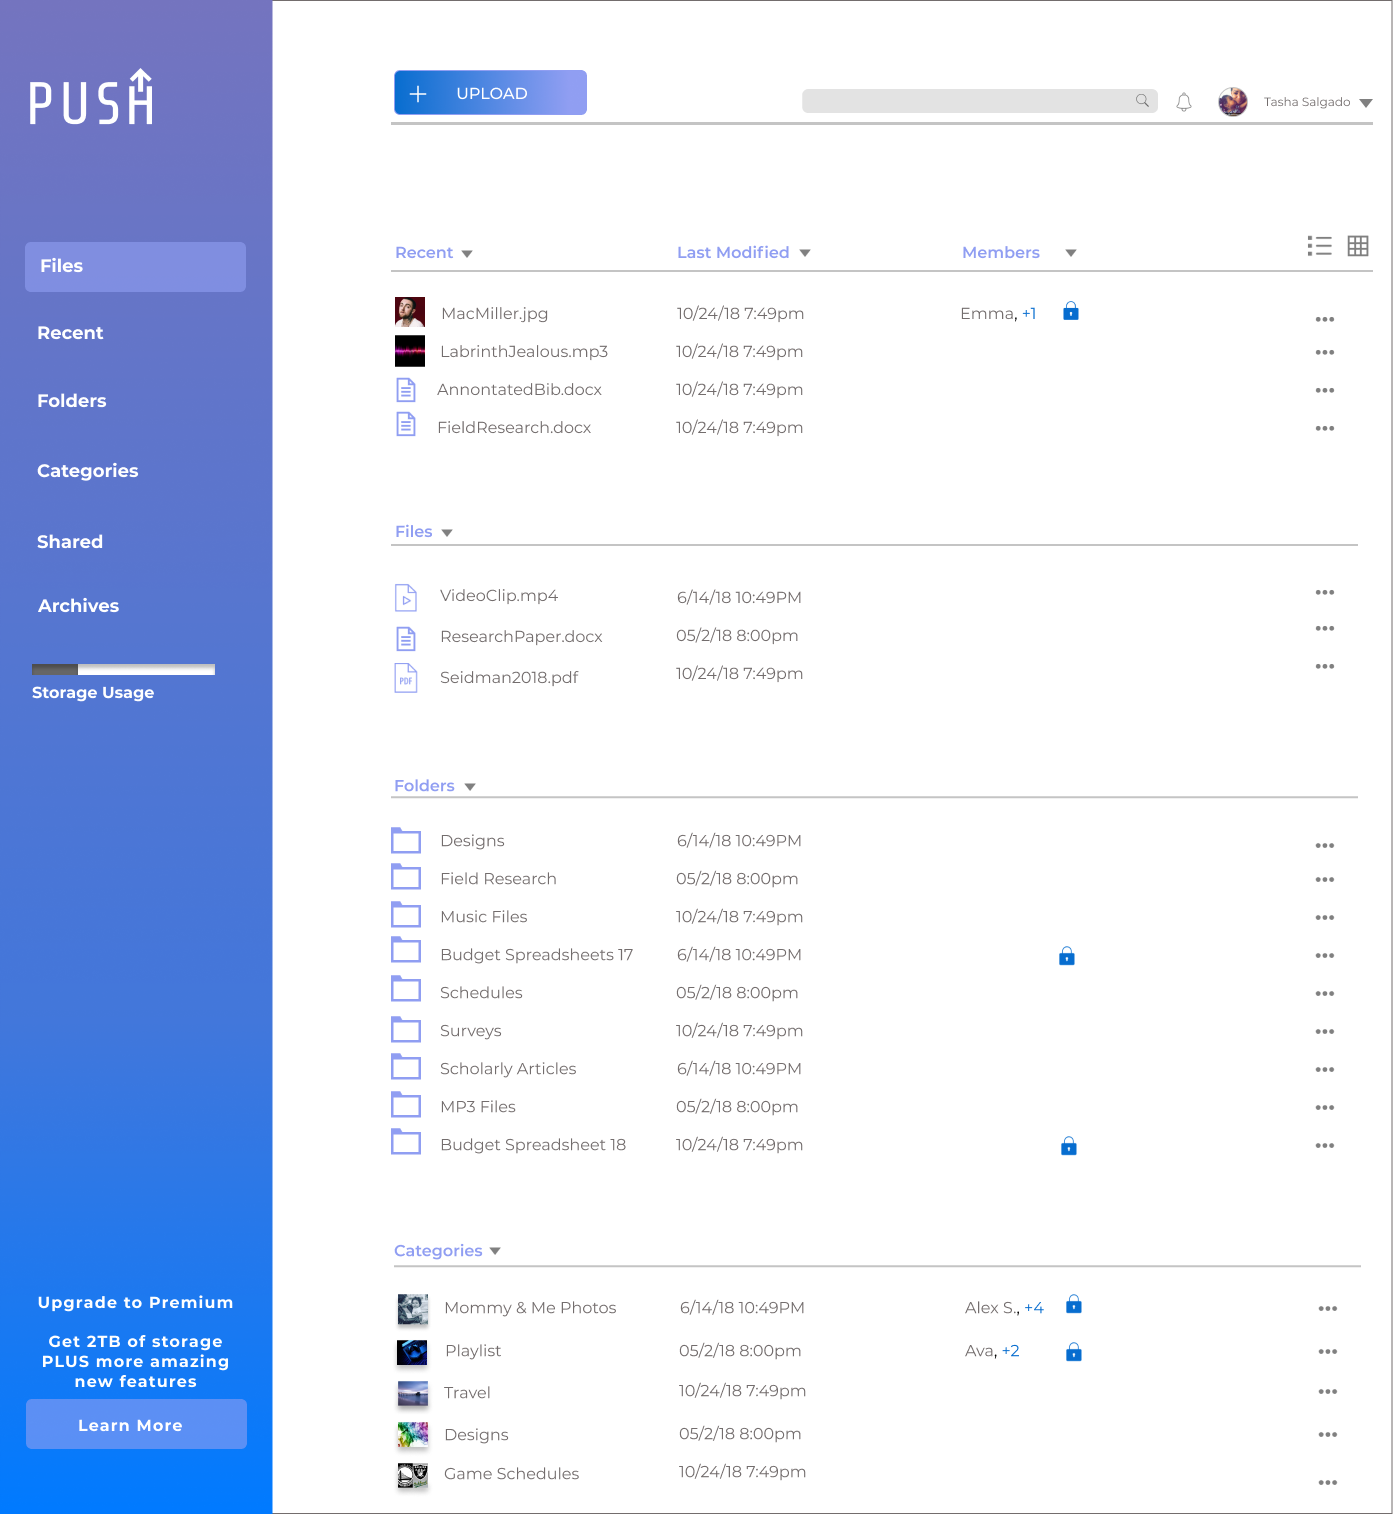 PUSH
UPLOAD
Tasha Salgado
Files
Recent
Folders
Categories
Shared
Archives
Storage Usage
Upgrade to Premium
Get 2TB of storage
PLUS more amazing
new features
Learn More
Recent Last Modified Members
MacMiller.jpg 10/24/18 7:49pm Emma, +1
LabrinthJealous.mp3 10/24/18 7:49pm
AnnontatedBib.docx 10/24/18 7:49pm
FieldResearch.docx 10/24/18 7:49pm
Files
VideoClip.mp4 6/14/18 10:49PM
ResearchPaper.docx 05/2/18 8:00pm
PDF Seidman2018.pdf 10/24/18 7:49pm
Folders
Designs 6/14/18 10:49PM
Field Research 05/2/18 8:00pm
Music Files 10/24/18 7:49pm
Budget Spreadsheets 17 6/14/18 10:49PM
Schedules 05/2/18 8:00pm
Surveys 10/24/18 7:49pm
Scholarly Articles 6/14/18 10:49PM
MP3 Files 05/2/18 8:00pm
Budget Spreadsheet 18 10/24/18 7:49pm
Categories
Mommy & Me Photos 6/14/18 10:49PM Alex S., +4
Playlist 05/2/18 8:00pm Ava, +2
Travel 10/24/18 7:49pm
Designs 05/2/18 8:00pm
Game Schedules 10/24/18 7:49pm